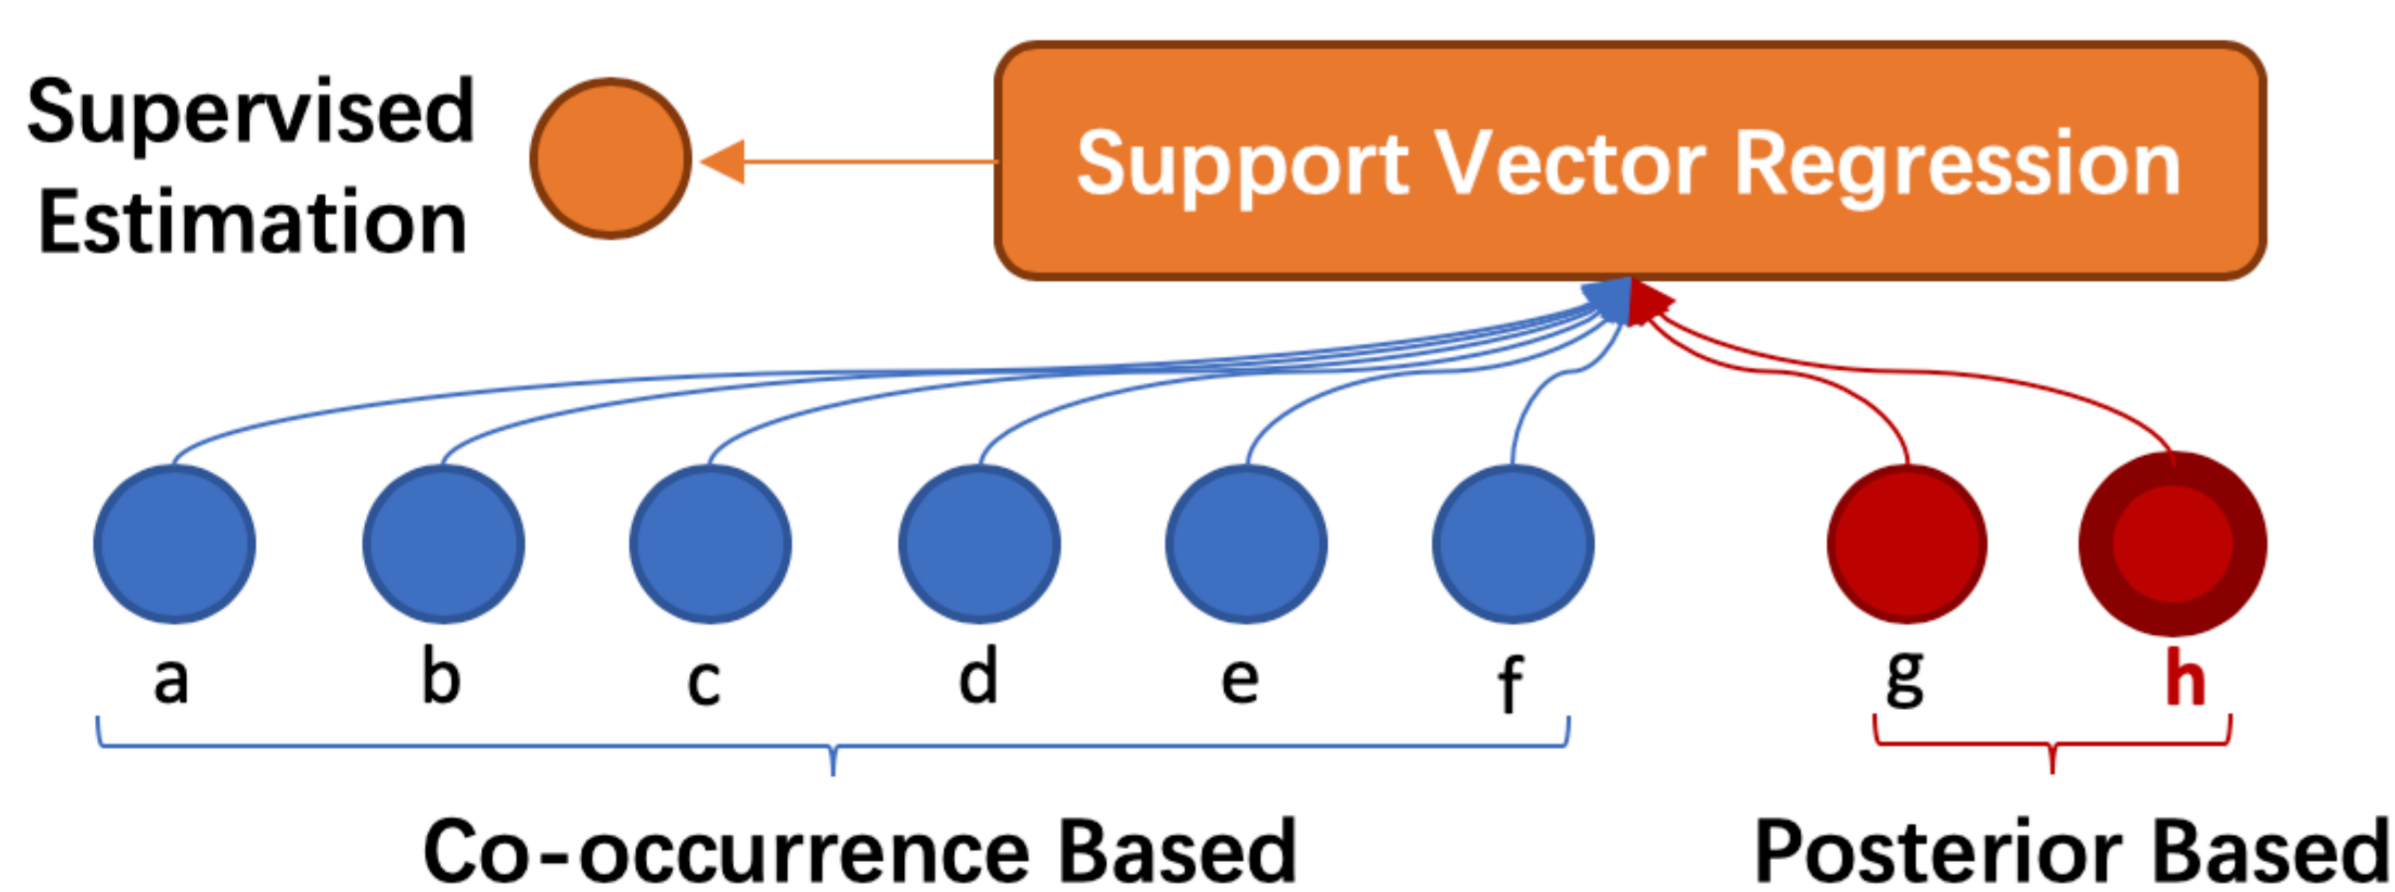 Supervised
Estimation
Support Vector Regression
a b c d e f g h
Co-occurrence Based
Posterior Based